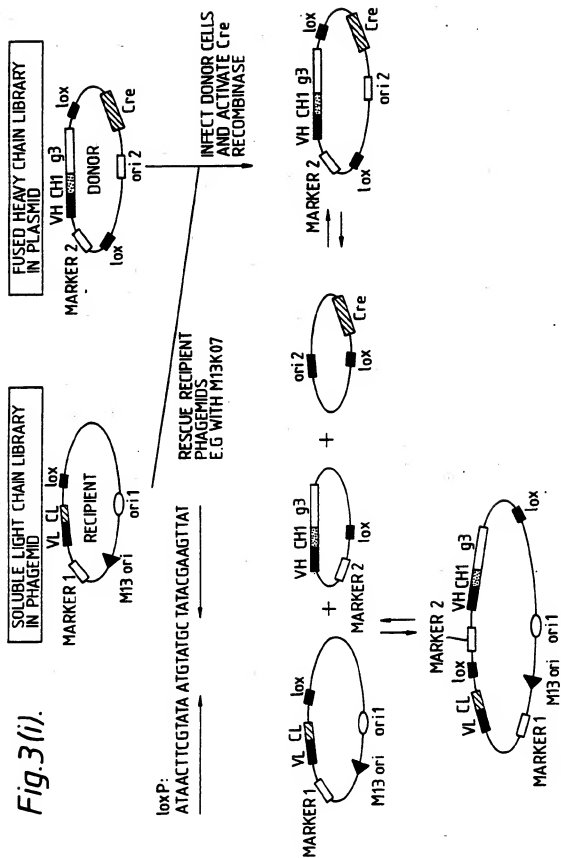 Fig.3(i).
SOLUBLE LIGHT CHAIN LIBRARY
IN PHAGEMID
FUSED HEAVY CHAIN LIBRARY
IN PLASMID
MARKER 1
VL CL
lox
RECIPIENT
M13 ori
ori1
MARKER 2
VH CH1 g3
lox
DONOR
lox
ori 2
Cre
loxP:
ATAACTTCGTATA ATGTATGC TATACGAAGTTAT
RESCUE RECIPIENT
PHAGEMIDS
E.G WITH M13K07
INFECT DONOR CELLS
AND ACTIVATE Cre
RECOMBINASE
MARKER1
VL CL
lox
M13 ori
ori1
+
VH CH1 g3
MARKER 2
lox
+
ori 2
lox
Cre
MARKER 2
VH CH1 g3
lox
lox
ori 2
Cre
MARKER 2
VL CL
lox
VH CH1 g3
MARKER1
M13 ori
ori1
lox